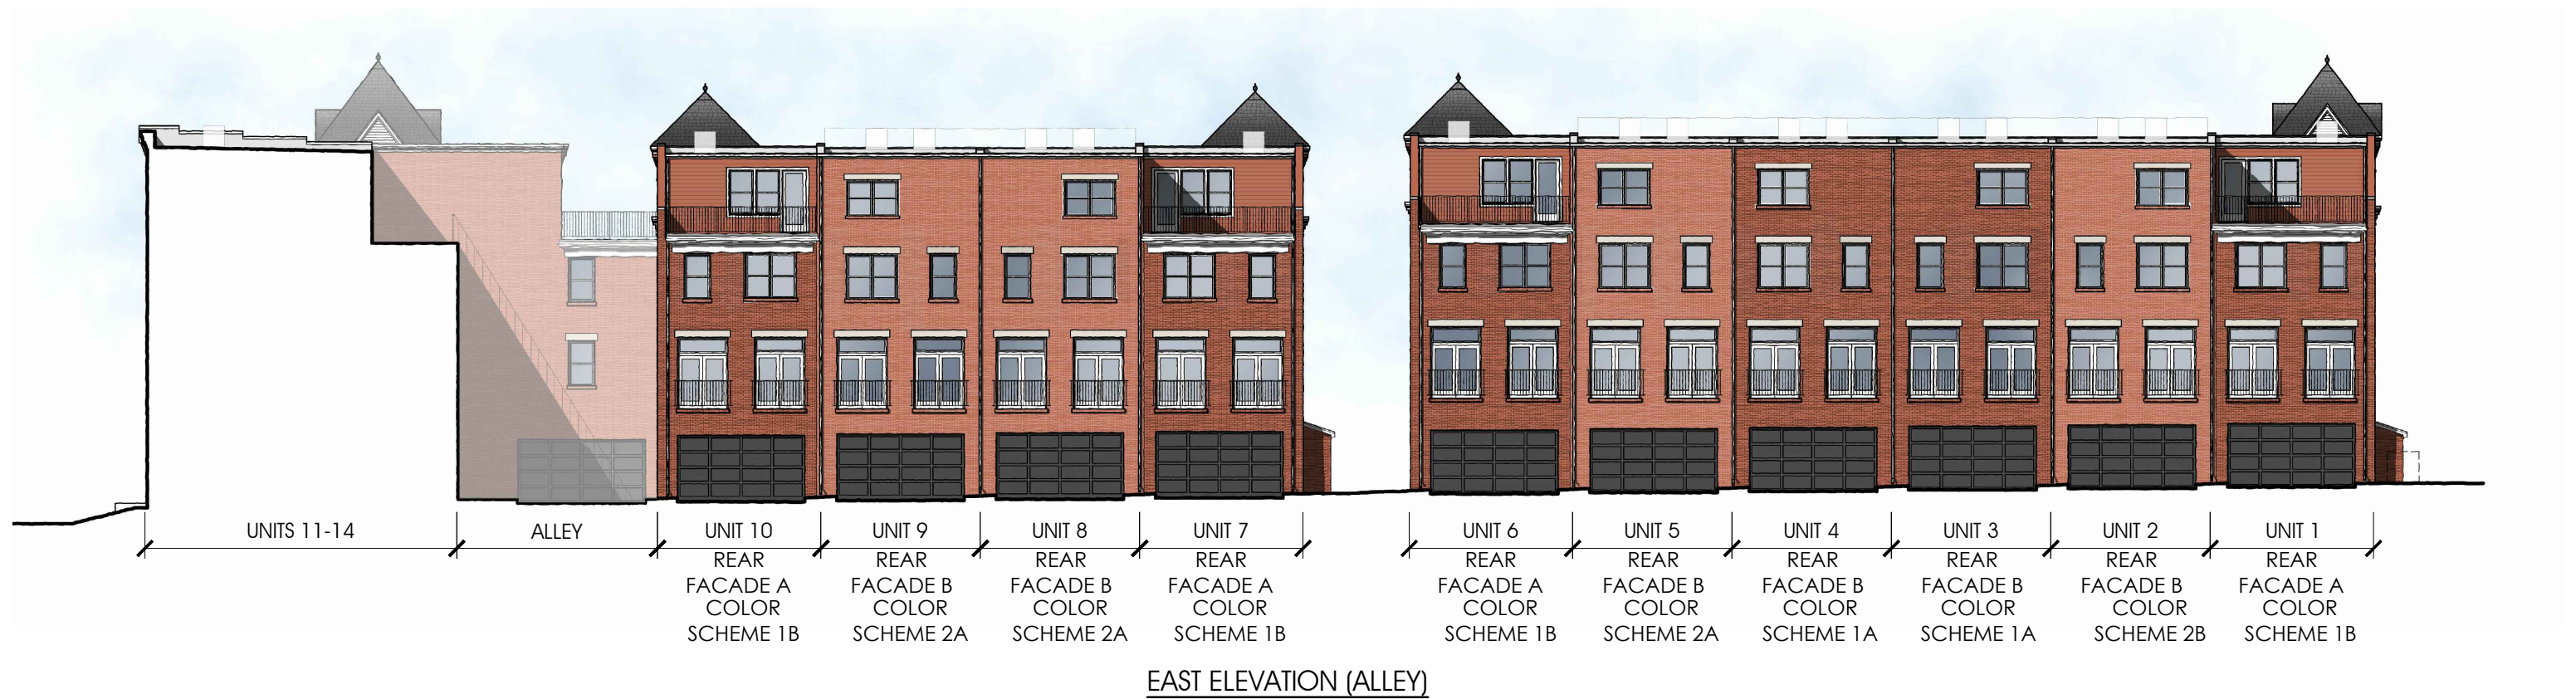 UNITS 11-14
ALLEY
UNIT 10
REAR
FACADE A
COLOR
SCHEME 1B
UNIT 9
REAR
FACADE B
COLOR
SCHEME 2A
UNIT 8
REAR
FACADE B
COLOR
SCHEME 2A
UNIT 7
REAR
FACADE A
COLOR
SCHEME 1B
UNIT 6
REAR
FACADE A
COLOR
SCHEME 1B
UNIT 5
REAR
FACADE B
COLOR
SCHEME 2A
UNIT 4
REAR
FACADE B
COLOR
SCHEME 1A
UNIT 3
REAR
FACADE B
COLOR
SCHEME 1A
UNIT 2
REAR
FACADE B
COLOR
SCHEME 2B
UNIT 1
REAR
FACADE A
COLOR
SCHEME 1B
EAST ELEVATION (ALLEY)